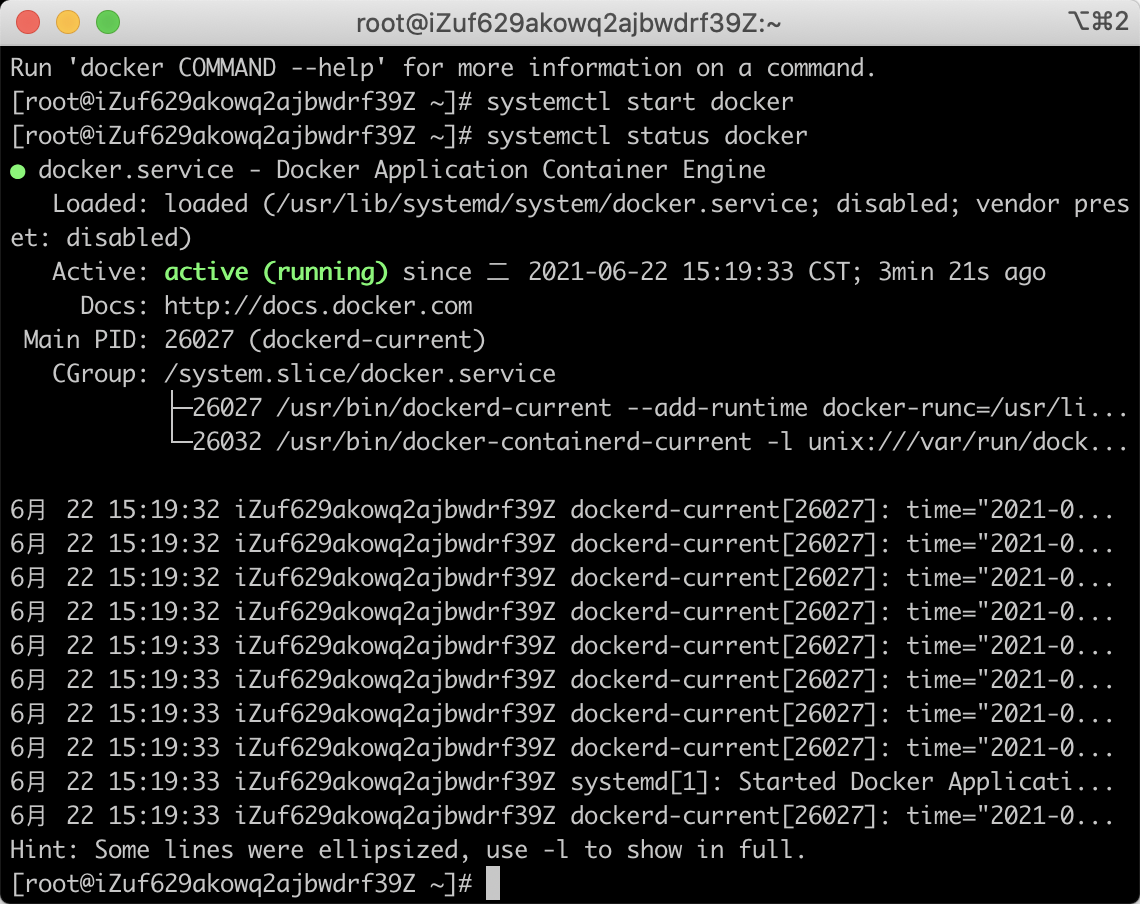 root@iZuf629akowq2ajbwdrf39Z:~ ⌥⌘2
Run 'docker COMMAND --help' for more information on a command.
[root@iZuf629akowq2ajbwdrf39Z ~]# systemctl start docker
[root@iZuf629akowq2ajbwdrf39Z ~]# systemctl status docker
● docker.service - Docker Application Container Engine
   Loaded: loaded (/usr/lib/systemd/system/docker.service; disabled; vendor pres
et: disabled)
   Active: active (running) since 二 2021-06-22 15:19:33 CST; 3min 21s ago
     Docs: http://docs.docker.com
 Main PID: 26027 (dockerd-current)
   CGroup: /system.slice/docker.service
           ├─26027 /usr/bin/dockerd-current --add-runtime docker-runc=/usr/li...
           └─26032 /usr/bin/docker-containerd-current -l unix:///var/run/dock...

6月 22 15:19:32 iZuf629akowq2ajbwdrf39Z dockerd-current[26027]: time="2021-0...
6月 22 15:19:32 iZuf629akowq2ajbwdrf39Z dockerd-current[26027]: time="2021-0...
6月 22 15:19:32 iZuf629akowq2ajbwdrf39Z dockerd-current[26027]: time="2021-0...
6月 22 15:19:32 iZuf629akowq2ajbwdrf39Z dockerd-current[26027]: time="2021-0...
6月 22 15:19:33 iZuf629akowq2ajbwdrf39Z dockerd-current[26027]: time="2021-0...
6月 22 15:19:33 iZuf629akowq2ajbwdrf39Z dockerd-current[26027]: time="2021-0...
6月 22 15:19:33 iZuf629akowq2ajbwdrf39Z dockerd-current[26027]: time="2021-0...
6月 22 15:19:33 iZuf629akowq2ajbwdrf39Z dockerd-current[26027]: time="2021-0...
6月 22 15:19:33 iZuf629akowq2ajbwdrf39Z systemd[1]: Started Docker Applicati...
6月 22 15:19:33 iZuf629akowq2ajbwdrf39Z dockerd-current[26027]: time="2021-0...
Hint: Some lines were ellipsized, use -l to show in full.
[root@iZuf629akowq2ajbwdrf39Z ~]#